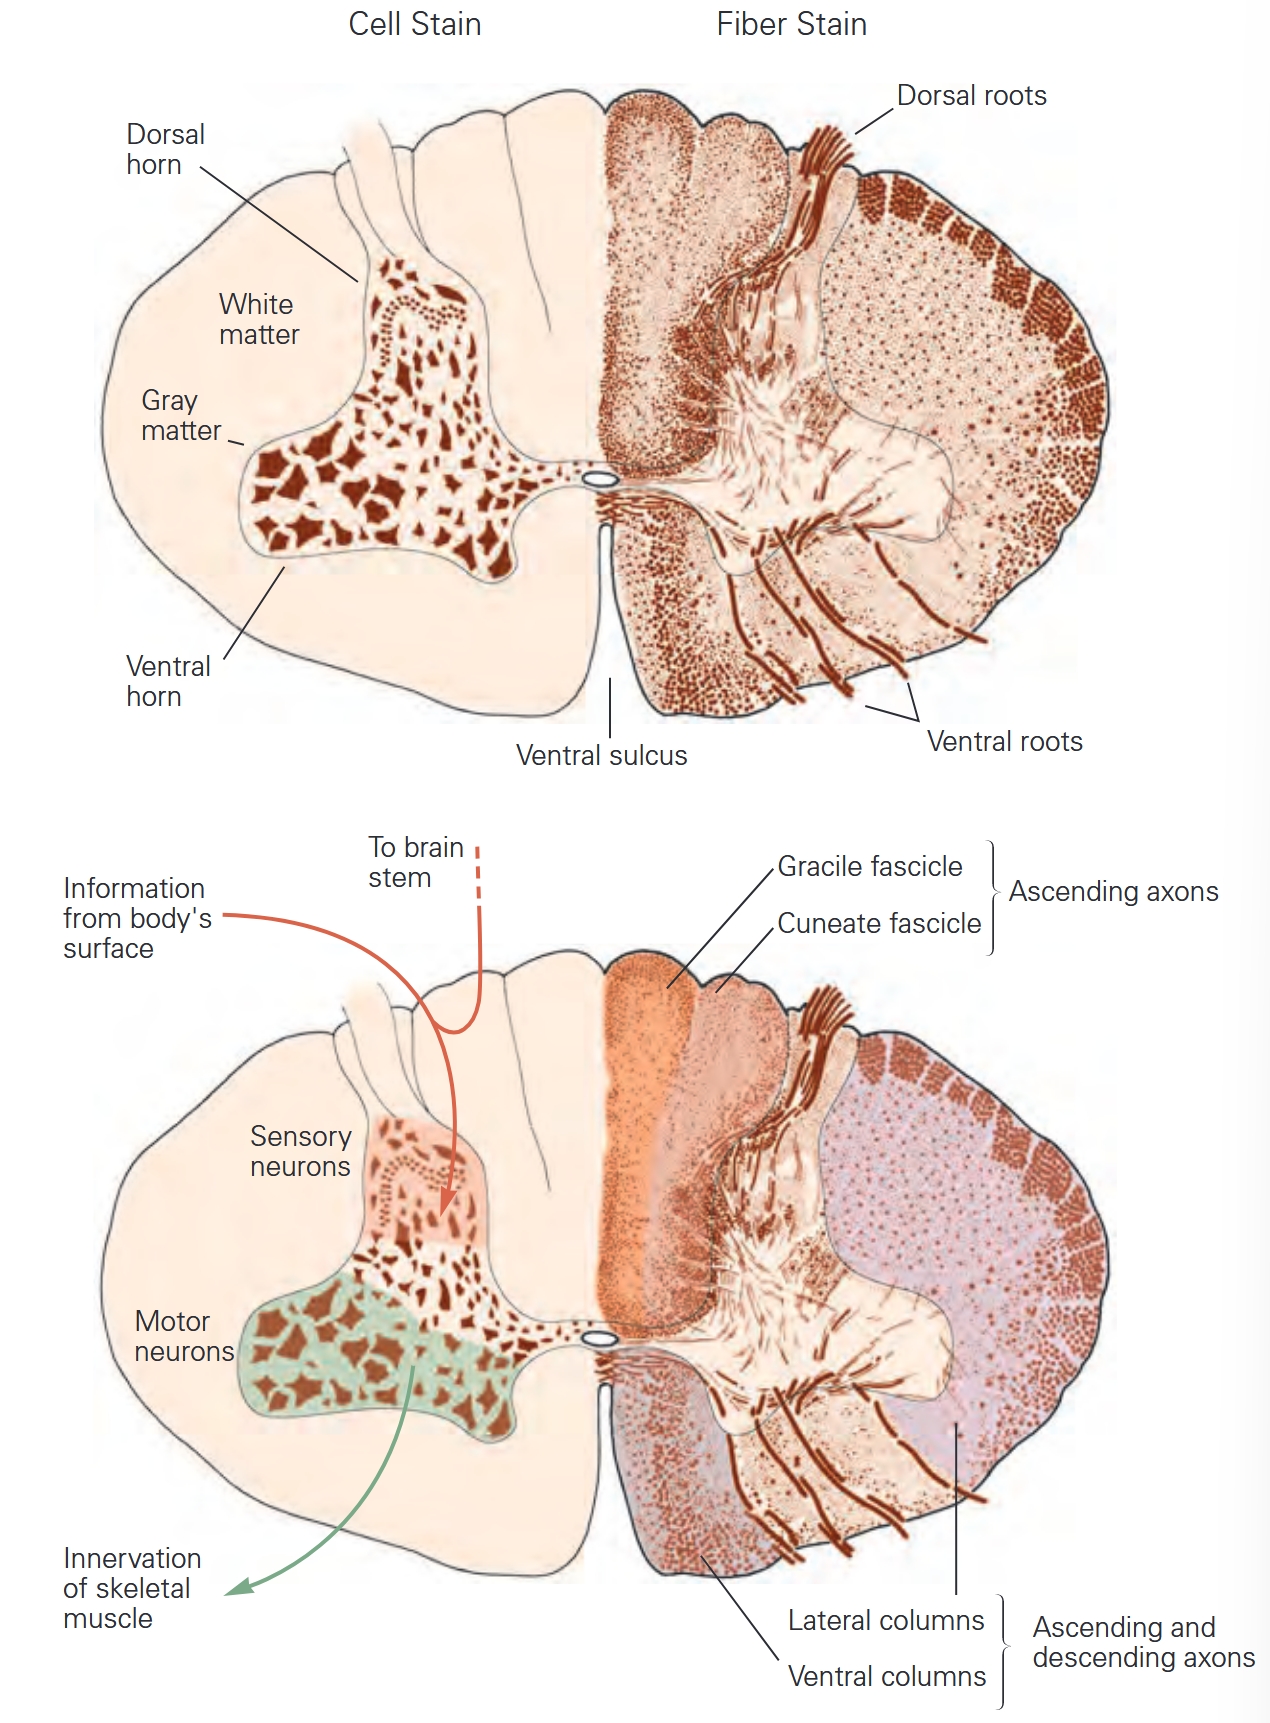 Cell Stain
Fiber Stain
Dorsal roots
Dorsal
horn
White
matter
Gray
matter
Ventral
horn
Ventral sulcus
Ventral roots
To brain
stem
Information
from body's
surface
Gracile fascicle
Cuneate fascicle
Ascending axons
Sensory
neurons
Motor
neurons
Innervation
of skeletal
muscle
Lateral columns
Ventral columns
Ascending and
descending axons